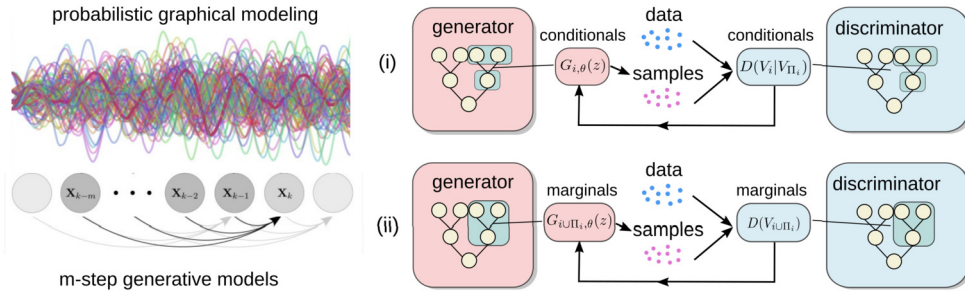 probabilistic graphical modeling
X_{k-m} • • • X_{k-2} X_{k-1} X_k
m-step generative models
(i)
generator
conditionals
G_{i,θ}(z)
data
samples
conditionals
D(V_i|V_{Π_i})
discriminator
(ii)
generator
marginals
G_{i∪Π_i,θ}(z)
data
samples
marginals
D(V_{i∪Π_i})
discriminator